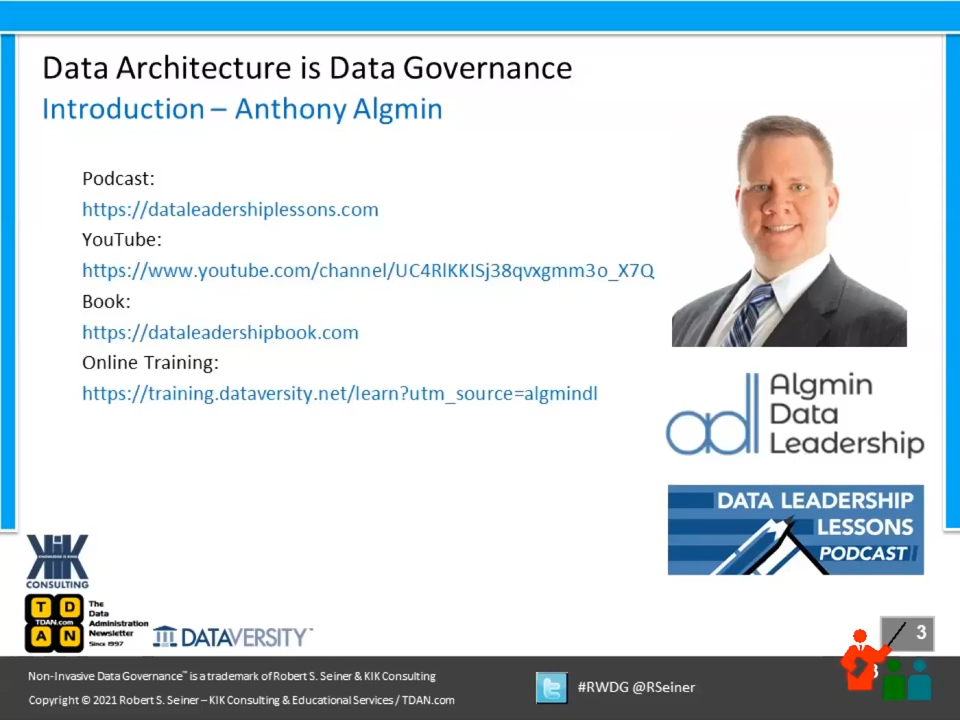 Data Architecture is Data Governance
Introduction – Anthony Algmin
Podcast:
https://dataleadershiplessons.com
YouTube:
https://www.youtube.com/channel/UC4RlKKISj38qvxgmm3o_X7Q
Book:
https://dataleadershipbook.com
Online Training:
https://training.dataversity.net/learn?utm_source=algmindl
adl
Algmin
Data
Leadership
DATA LEADERSHIP
LESSONS
PODCAST
KIK
CONSULTING
T D
TDAN.com
A N
The
Data
Administration
Newsletter
Since 1997
DATAVERSITY™
3
3
Non-Invasive Data Governance™ is a trademark of Robert S. Seiner & KIK Consulting
Copyright © 2021 Robert S. Seiner – KIK Consulting & Educational Services / TDAN.com
#RWDG @RSeiner